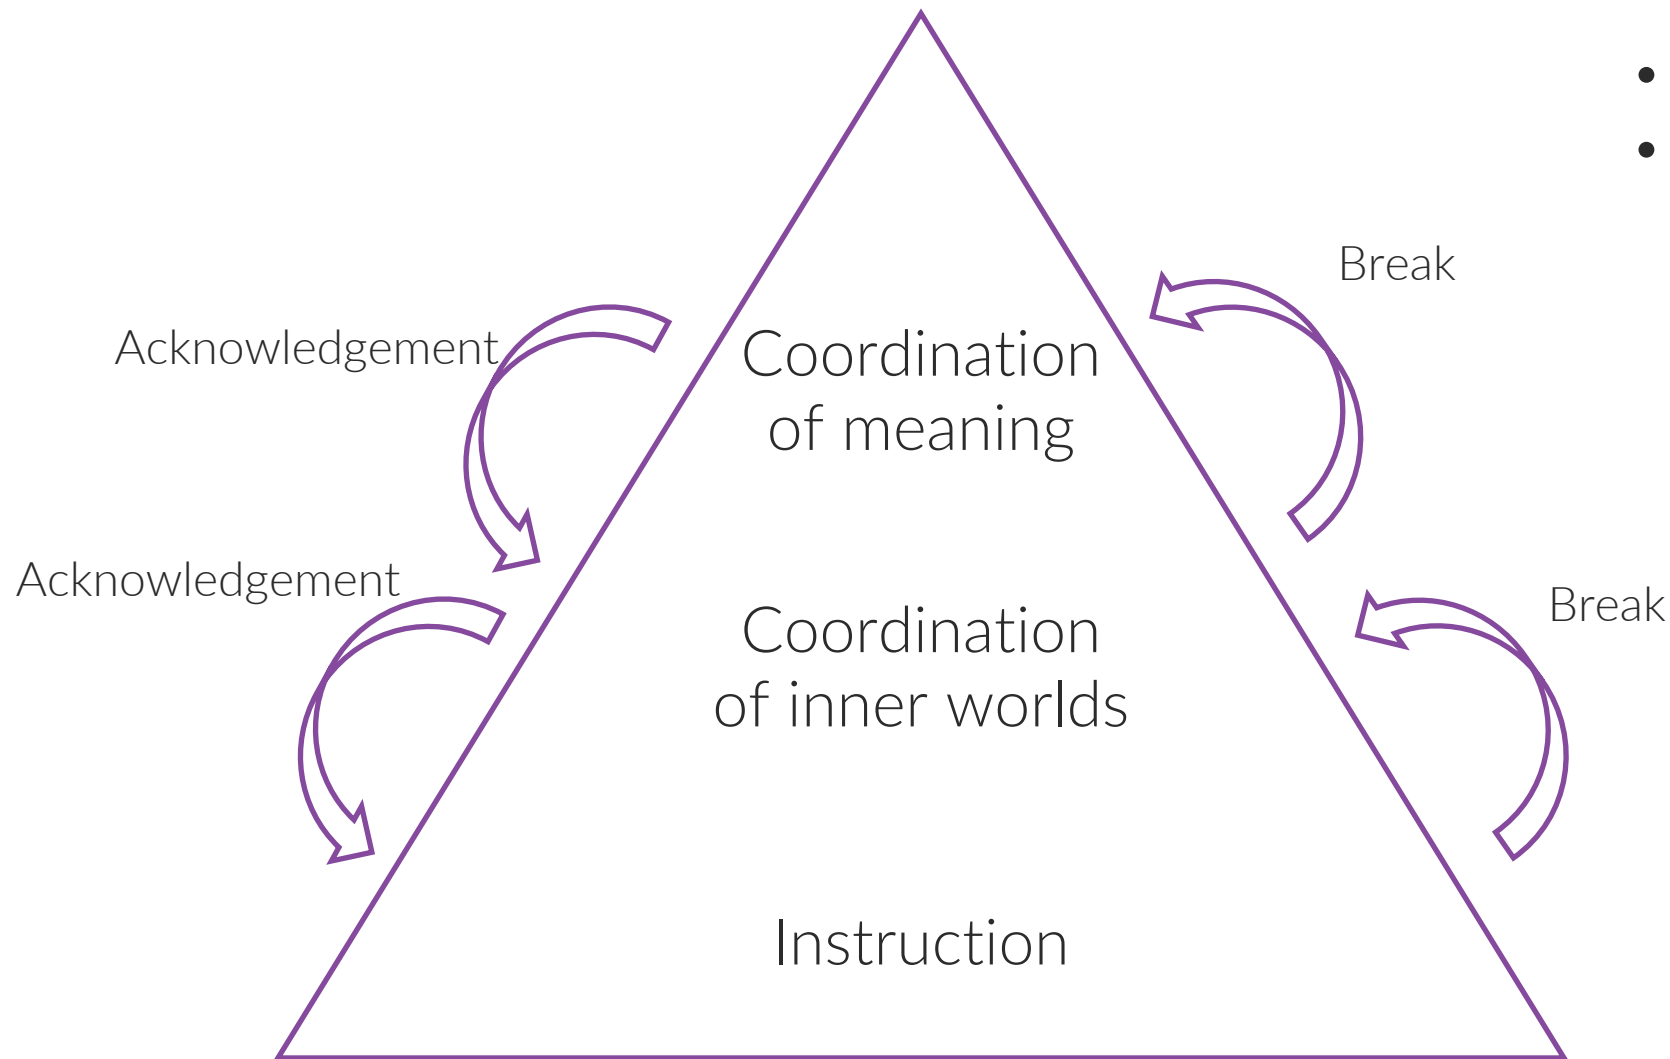 Break
Acknowledgement
Coordination
of meaning
Acknowledgement
Break
Coordination
of inner worlds
Instruction